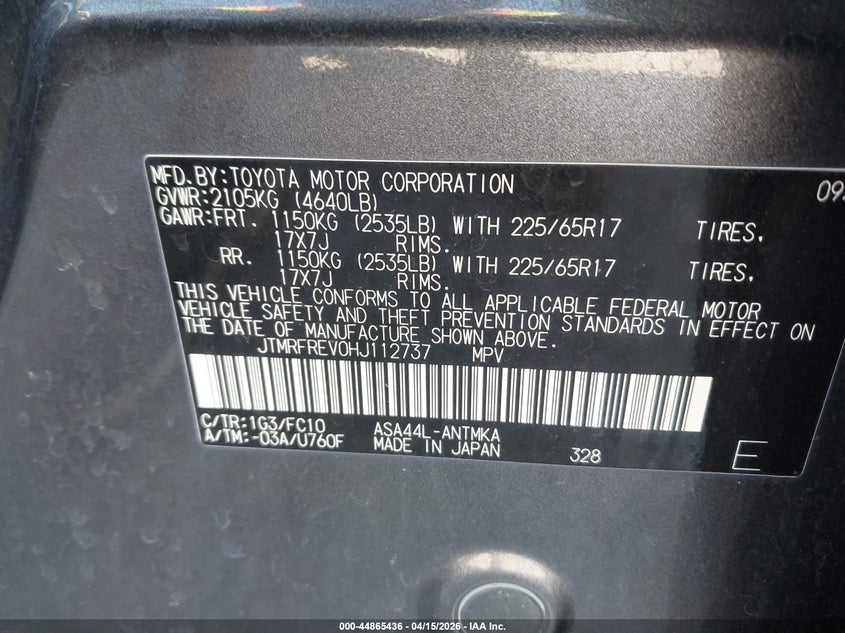 MFD.BY:TOYOTA MOTOR CORPORATION 09
GVWR:2105KG (4640LB)
GAWR:FRT. 1150KG (2535LB) WITH 225/65R17 TIRES.
17X7J RIMS.
RR. 1150KG (2535LB) WITH 225/65R17 TIRES.
17X7J RIMS.
THIS VEHICLE CONFORMS TO ALL APPLICABLE FEDERAL MOTOR
VEHICLE SAFETY AND THEFT PREVENTION STANDARDS IN EFFECT ON
THE DATE OF MANUFACTURE SHOWN ABOVE.
JTMRFREV0HJ112737 MPV
C/TR:1G3/FC10 ASA44L-ANTMKA
A/TM:-03A/U760F MADE IN JAPAN 328 E
000-44865436 - 04/15/2026 - IAA Inc.